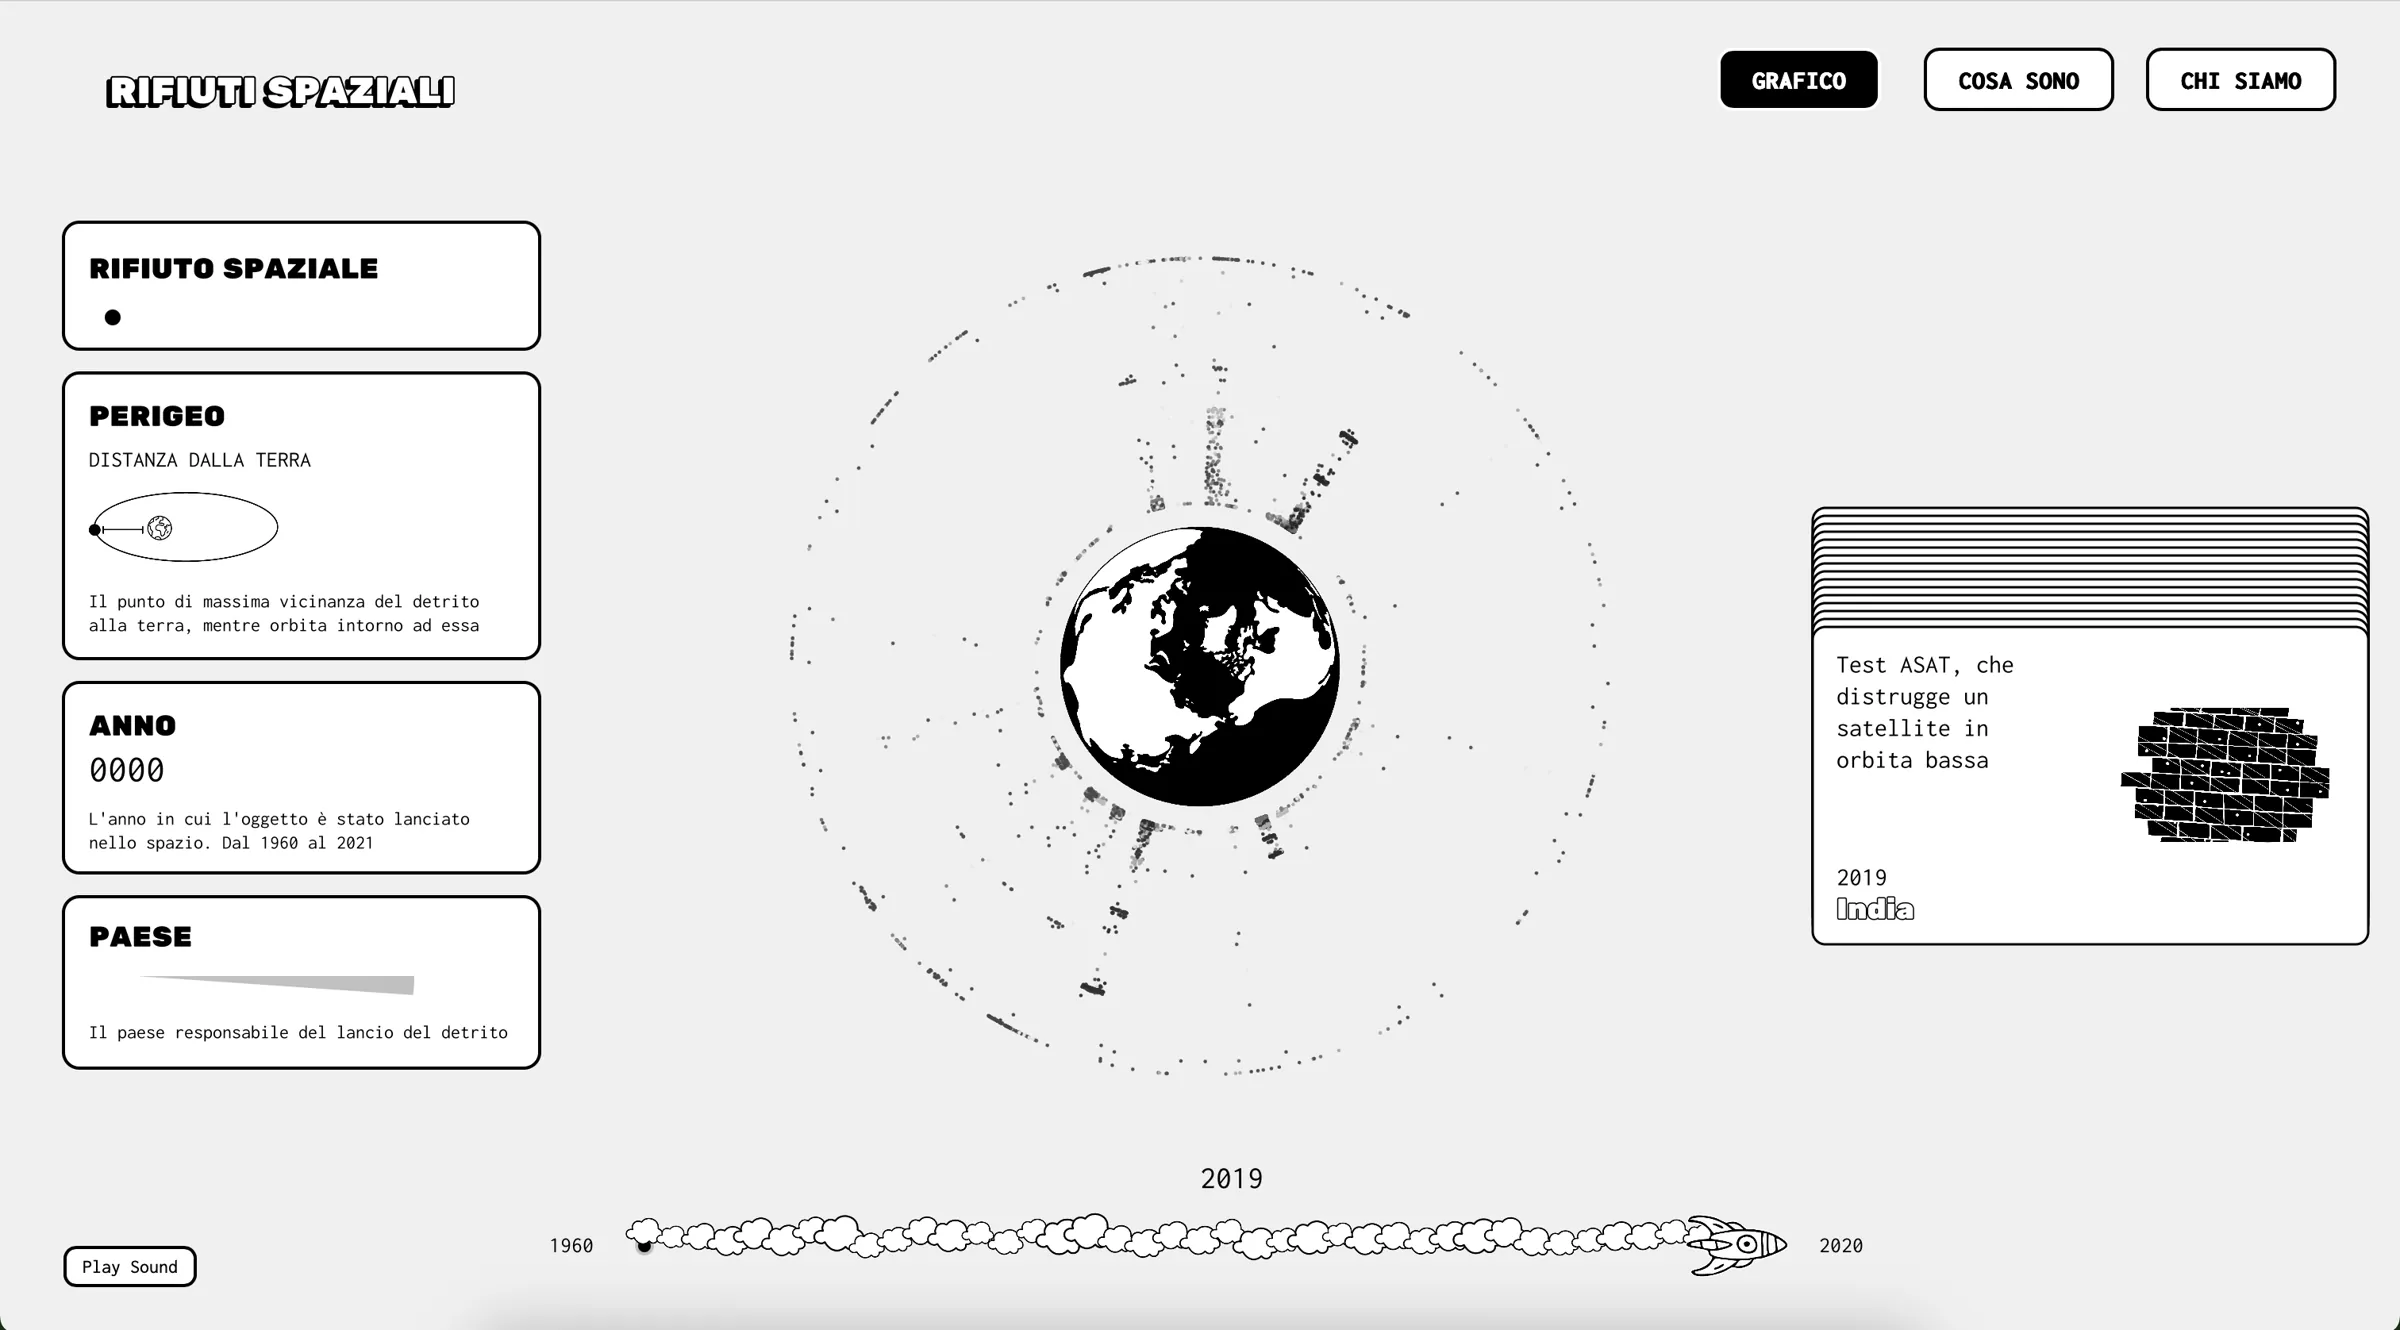 RIFIUTI SPAZIALI
GRAFICO
COSA SONO
CHI SIAMO
RIFIUTO SPAZIALE
PERIGEO
DISTANZA DALLA TERRA
Il punto di massima vicinanza del detrito
alla terra, mentre orbita intorno ad essa
ANNO
0000
L'anno in cui l'oggetto è stato lanciato
nello spazio. Dal 1960 al 2021
PAESE
Il paese responsabile del lancio del detrito
Test ASAT, che
distrugge un
satellite in
orbita bassa
2019
India
2019
1960
2020
Play Sound